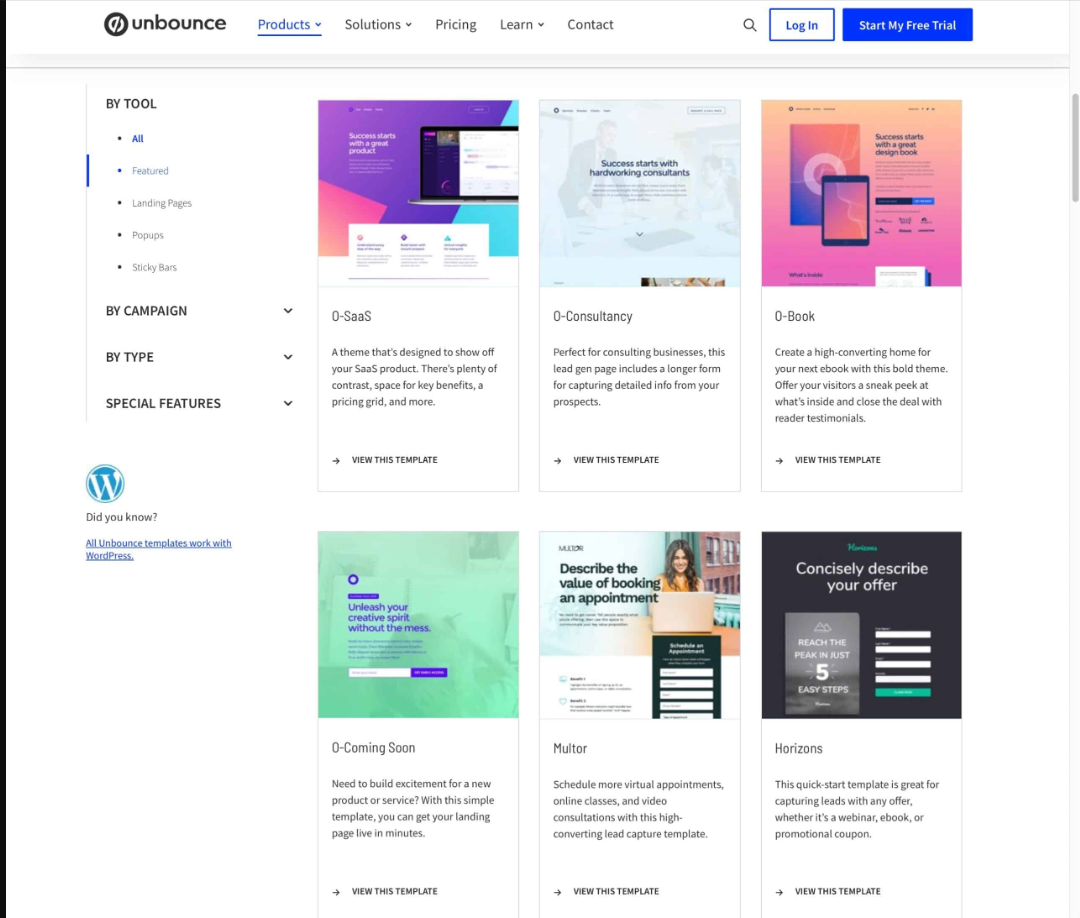 unbounce
Products
Solutions
Pricing
Learn
Contact
Log In
Start My Free Trial
BY TOOL
All
Featured
Landing Pages
Popups
Sticky Bars
BY CAMPAIGN
BY TYPE
SPECIAL FEATURES
Did you know?
All Unbounce templates work with
WordPress.
Success starts
with a great
product
O-SaaS
A theme that's designed to show off
your SaaS product. There's plenty of
contrast, space for key benefits, a
pricing grid, and more.
VIEW THIS TEMPLATE
Success starts with
hardworking consultants
O-Consultancy
Perfect for consulting businesses, this
lead gen page includes a longer form
for capturing detailed info from your
prospects.
VIEW THIS TEMPLATE
Success starts
with a great
design book
What's inside
O-Book
Create a high-converting home for
your next ebook with this bold theme.
Offer your visitors a sneak peek at
what's inside and close the deal with
reader testimonials.
VIEW THIS TEMPLATE
Unleash your
creative spirit
without the mess.
O-Coming Soon
Need to build excitement for a new
product or service? With this simple
template, you can get your landing
page live in minutes.
VIEW THIS TEMPLATE
MULTOR
Describe the
value of booking
an appointment
Schedule an
Appointment
Benefit 1
Benefit 2
Multor
Schedule more virtual appointments,
online classes, and video
consultations with this high-
converting lead capture template.
VIEW THIS TEMPLATE
Horizons
Concisely describe
your offer
REACH THE
PEAK IN JUST
5
EASY STEPS
Horizons
Horizons
This quick-start template is great for
capturing leads with any offer,
whether it's a webinar, ebook, or
promotional coupon.
VIEW THIS TEMPLATE